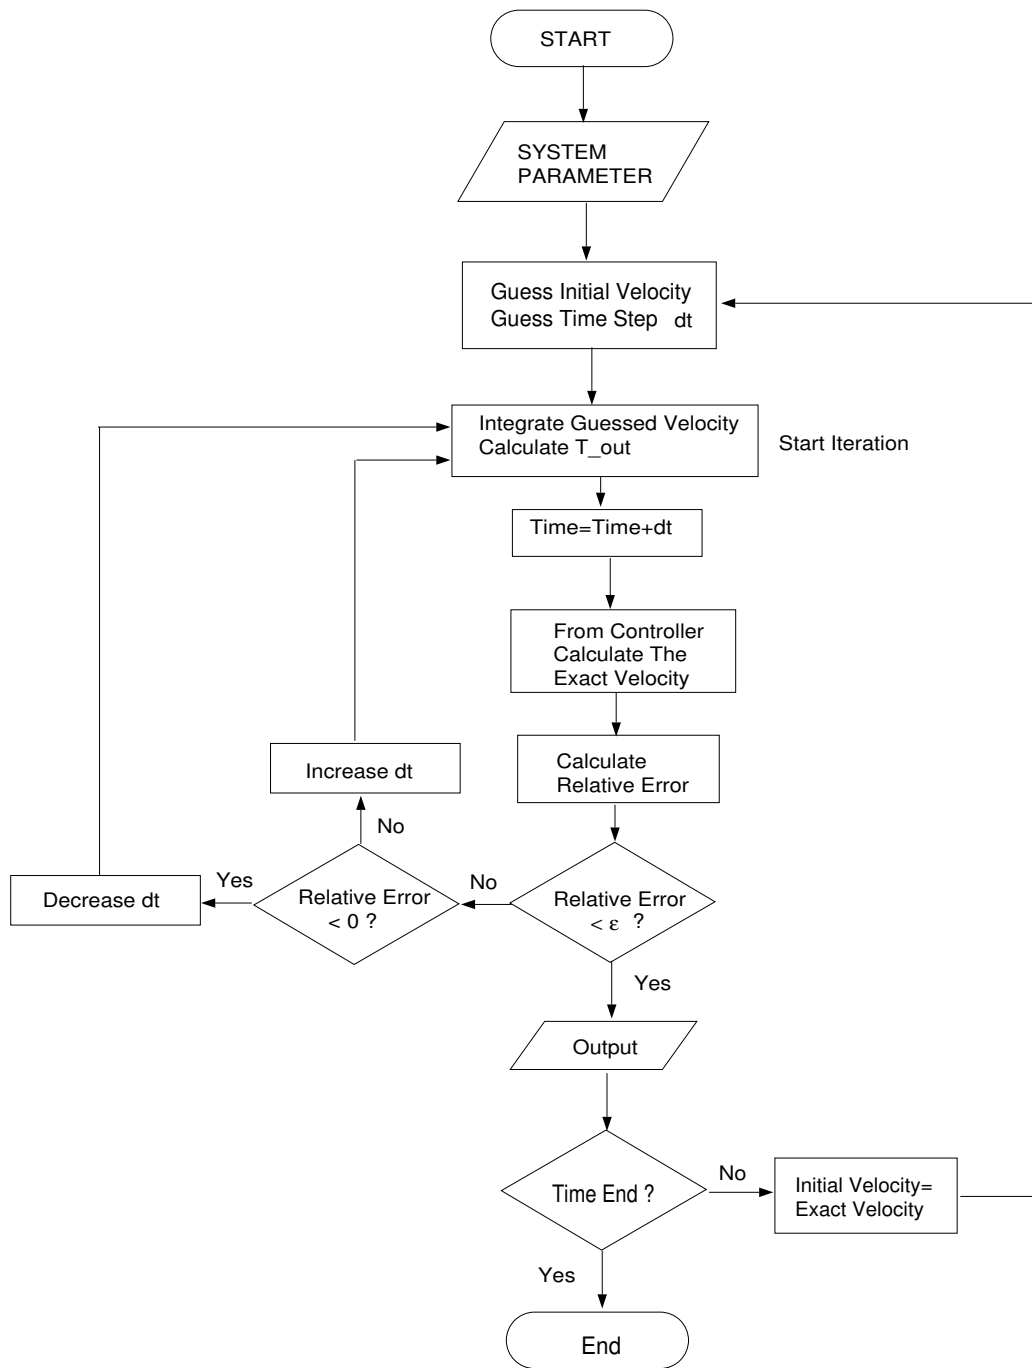 START
SYSTEM
PARAMETER
Guess Initial Velocity
Guess Time Step dt
Integrate Guessed Velocity
Calculate T_out
Start Iteration
Time=Time+dt
From Controller
Calculate The
Exact Velocity
Calculate
Relative Error
Increase dt
No
Relative Error
< ε ?
No
Relative Error
< 0 ?
Yes
Decrease dt
Yes
Output
Time End ?
No
Initial Velocity=
Exact Velocity
Yes
End